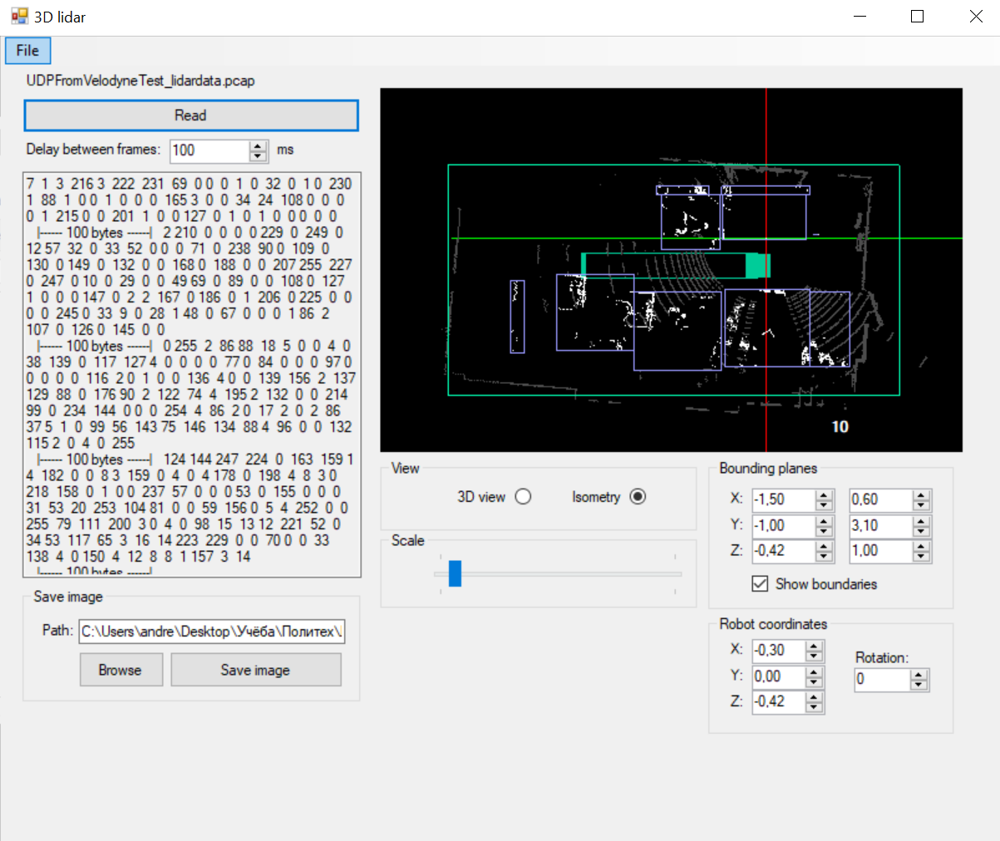 3D lidar
File
UDPFromVelodyneTest_lidardata.pcap
Read
Delay between frames: 100 ms
7 1 3 216 3 222 231 69 0 0 0 1 0 32 0 1 0 230
1 88 1 0 0 1 0 0 0 165 3 0 0 34 24 108 0 0 0
0 1 215 0 0 201 1 0 0 127 0 1 0 1 0 0 0 0 0
|------ 100 bytes ------| 2 210 0 0 0 0 229 0 249 0
12 57 32 0 33 52 0 0 0 71 0 238 90 0 109 0
130 0 149 0 132 0 0 168 0 188 0 0 207 255 227
0 247 0 10 0 29 0 0 49 69 0 89 0 0 108 0 127
1 0 0 0 147 0 2 2 167 0 186 0 1 206 0 225 0 0
0 0 245 0 33 9 0 28 1 48 0 67 0 0 0 1 86 2
107 0 126 0 145 0 0
|------ 100 bytes ------| 0 255 2 86 88 18 5 0 0 4 0
38 139 0 117 127 4 0 0 0 0 77 0 84 0 0 0 97 0
0 0 0 0 116 2 0 1 0 0 136 4 0 0 139 156 2 137
129 88 0 176 90 2 122 74 4 195 2 132 0 0 214
99 0 234 144 0 0 0 254 4 86 2 0 17 2 0 2 86
37 5 1 0 99 56 143 75 146 134 88 4 96 0 0 132
115 2 0 4 0 255
|------ 100 bytes ------| 124 144 247 224 0 163 159 1
4 182 0 0 8 3 159 0 4 0 4 178 0 198 4 8 3 0
218 158 0 1 0 0 237 57 0 0 0 53 0 155 0 0 0
31 53 20 253 104 81 0 0 59 156 0 5 4 252 0 0
255 79 111 200 3 0 4 0 98 15 13 12 221 52 0
34 53 117 65 3 16 14 223 229 0 0 70 0 0 33
138 4 0 150 4 12 8 8 1 157 3 14
|------ 100 bytes ------|
Save image
Path: C:\Users\andre\Desktop\Учёба\Политех\
Browse Save image
10
View
3D view Isometry
Scale
Bounding planes
X: -1,50 0,60
Y: -1,00 3,10
Z: -0,42 1,00
Show boundaries
Robot coordinates
X: -0,30
Y: 0,00
Z: -0,42
Rotation:
0